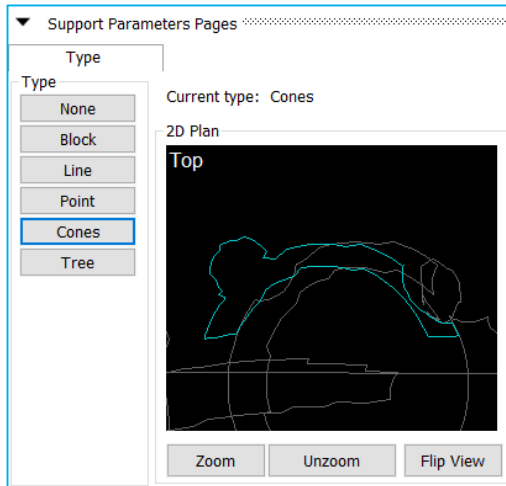 Support Parameters Pages
Type
Type
None
Block
Line
Point
Cones
Tree
Current type: Cones
2D Plan
Top
Zoom
Unzoom
Flip View